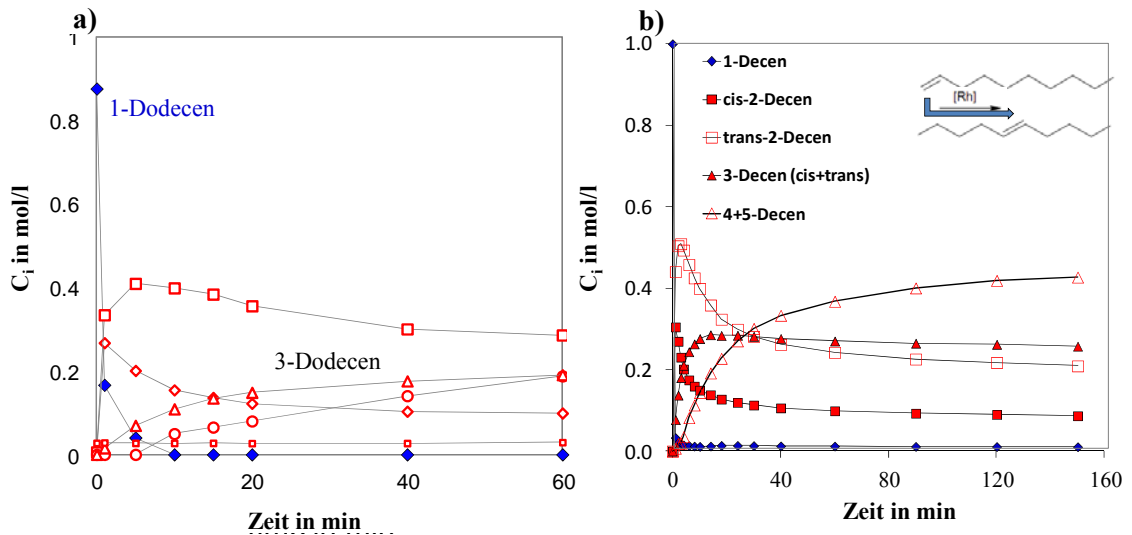 a)
1
0.8
0.6
0.4
0.2
0
C i in mol/l
1-Dodecen
3-Dodecen
0
20
40
60
Zeit in min
b)
1.0
0.8
0.6
0.4
0.2
0.0
C i in mol/l
1-Decen
cis-2-Decen
trans-2-Decen
3-Decen (cis+trans)
4+5-Decen
[Rh]
0
40
80
120
160
Zeit in min